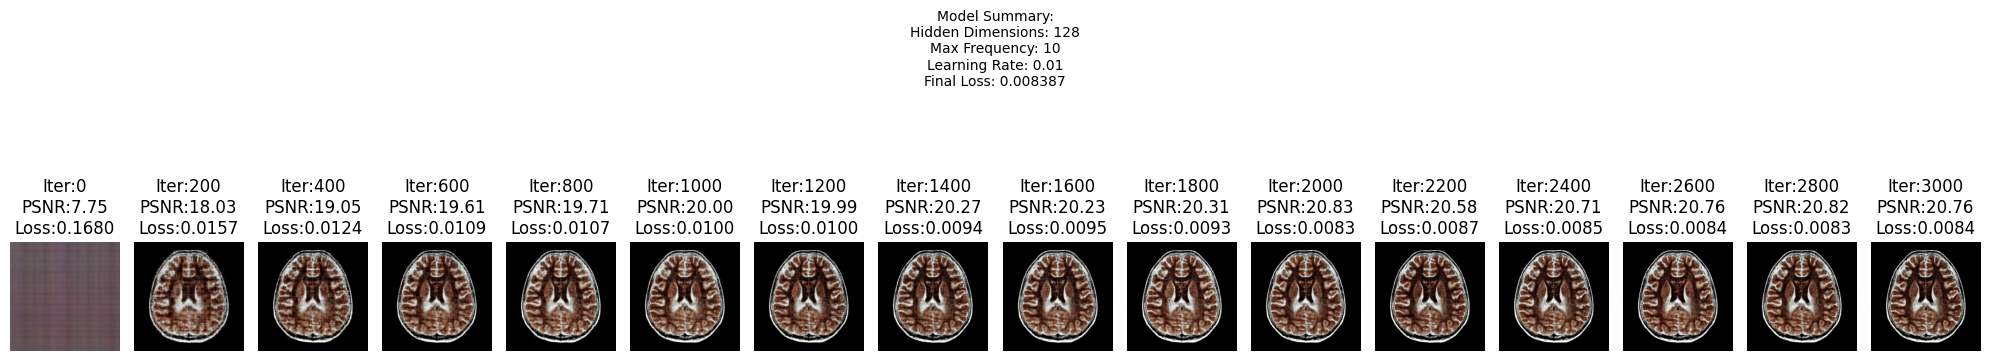 Model Summary:
Hidden Dimensions: 128
Max Frequency: 10
Learning Rate: 0.01
Final Loss: 0.008387
Iter:0
PSNR:7.75
Loss:0.1680
Iter:200
PSNR:18.03
Loss:0.0157
Iter:400
PSNR:19.05
Loss:0.0124
Iter:600
PSNR:19.61
Loss:0.0109
Iter:800
PSNR:19.71
Loss:0.0107
Iter:1000
PSNR:20.00
Loss:0.0100
Iter:1200
PSNR:19.99
Loss:0.0100
Iter:1400
PSNR:20.27
Loss:0.0094
Iter:1600
PSNR:20.23
Loss:0.0095
Iter:1800
PSNR:20.31
Loss:0.0093
Iter:2000
PSNR:20.83
Loss:0.0083
Iter:2200
PSNR:20.58
Loss:0.0087
Iter:2400
PSNR:20.71
Loss:0.0085
Iter:2600
PSNR:20.76
Loss:0.0084
Iter:2800
PSNR:20.82
Loss:0.0083
Iter:3000
PSNR:20.76
Loss:0.0084